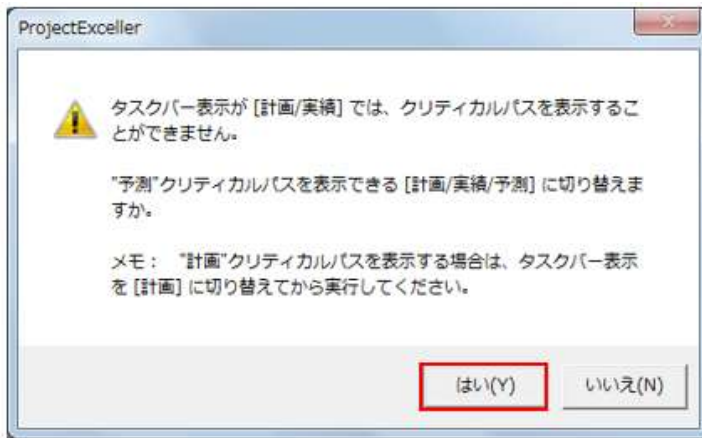 ProjectExceller
タスクバー表示が [計画/実績] では、クリティカルパスを表示するこ
とができません。
"予測"クリティカルパスを表示できる [計画/実績/予測] に切り替えま
すか。
メモ： "計画"クリティカルパスを表示する場合は、タスクバー表示
を [計画] に切り替えてから実行してください。
はい(Y)
いいえ(N)